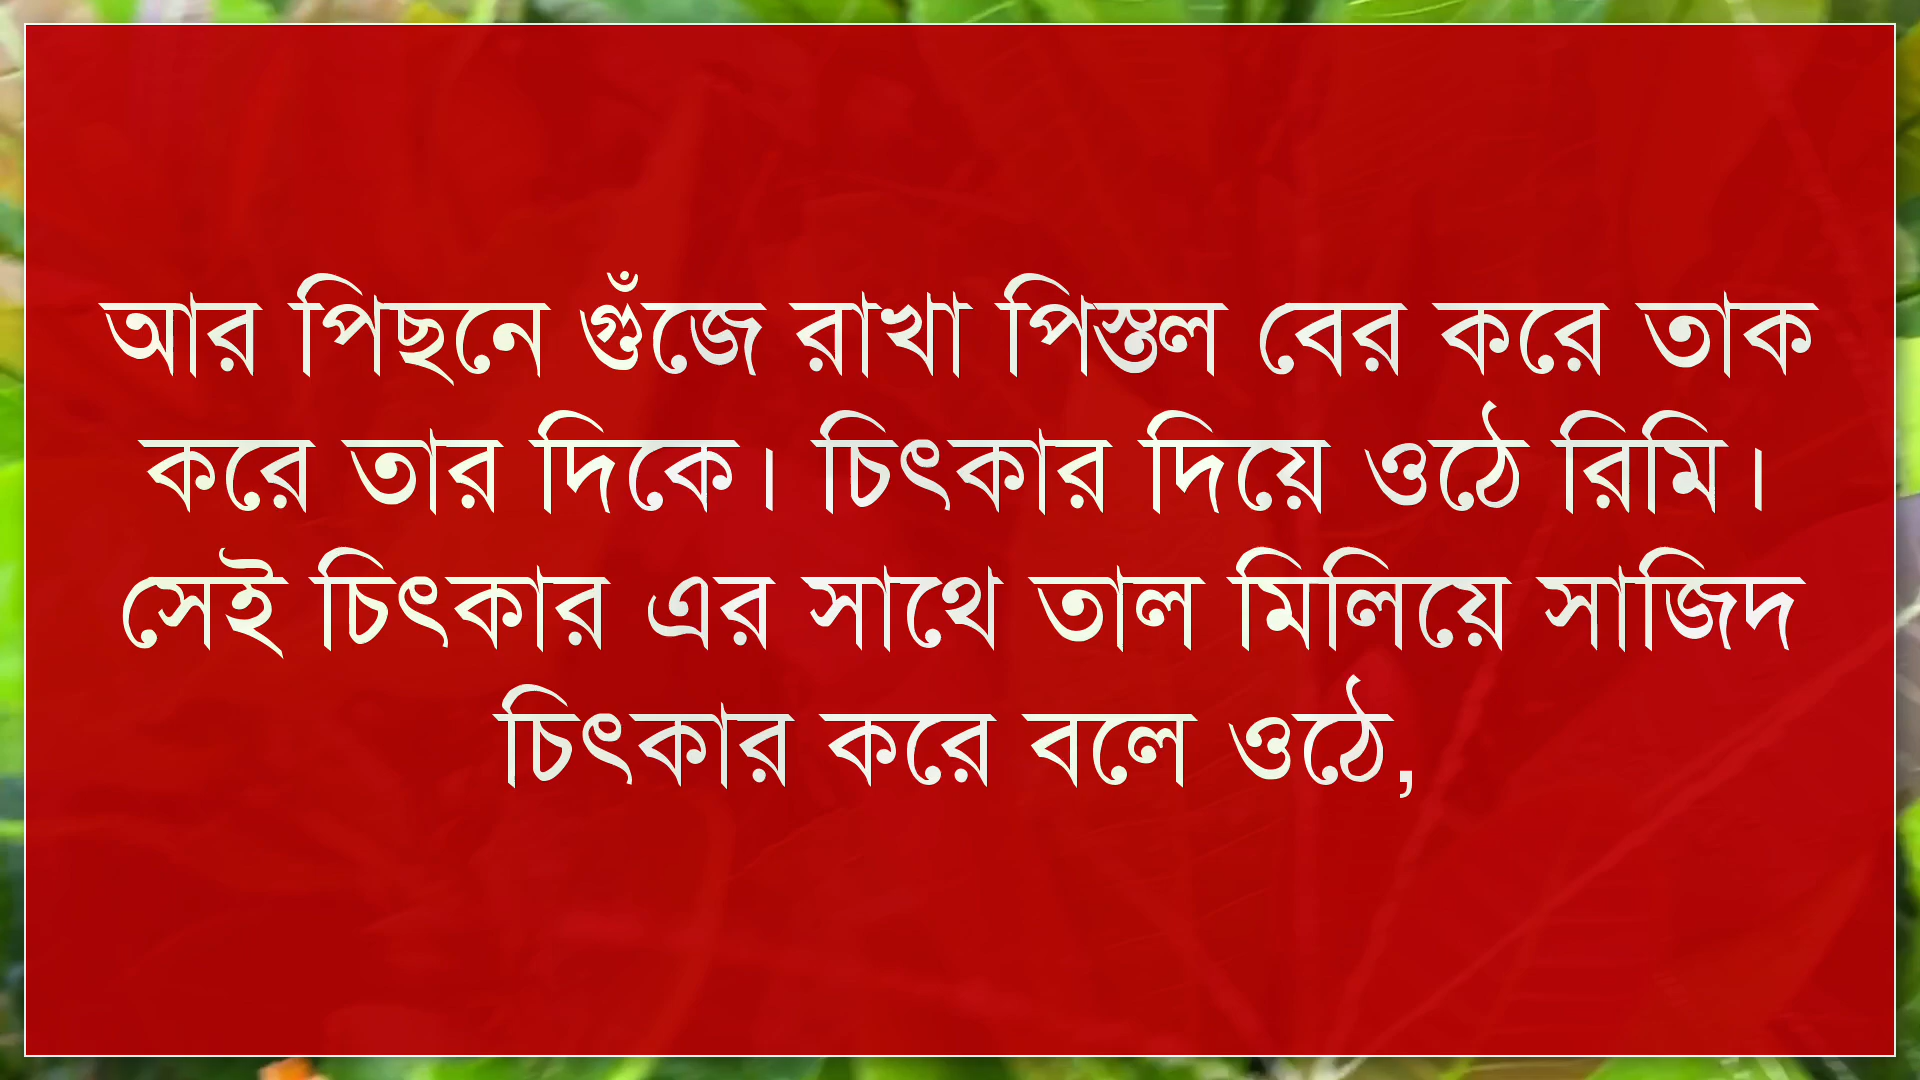 আর পিছনে গুঁজে রাখা পিস্তল বের করে তাক
করে তার দিকে। চিৎকার দিয়ে ওঠে রিমি।
সেই চিৎকার এর সাথে তাল মিলিয়ে সাজিদ
চিৎকার করে বলে ওঠে,